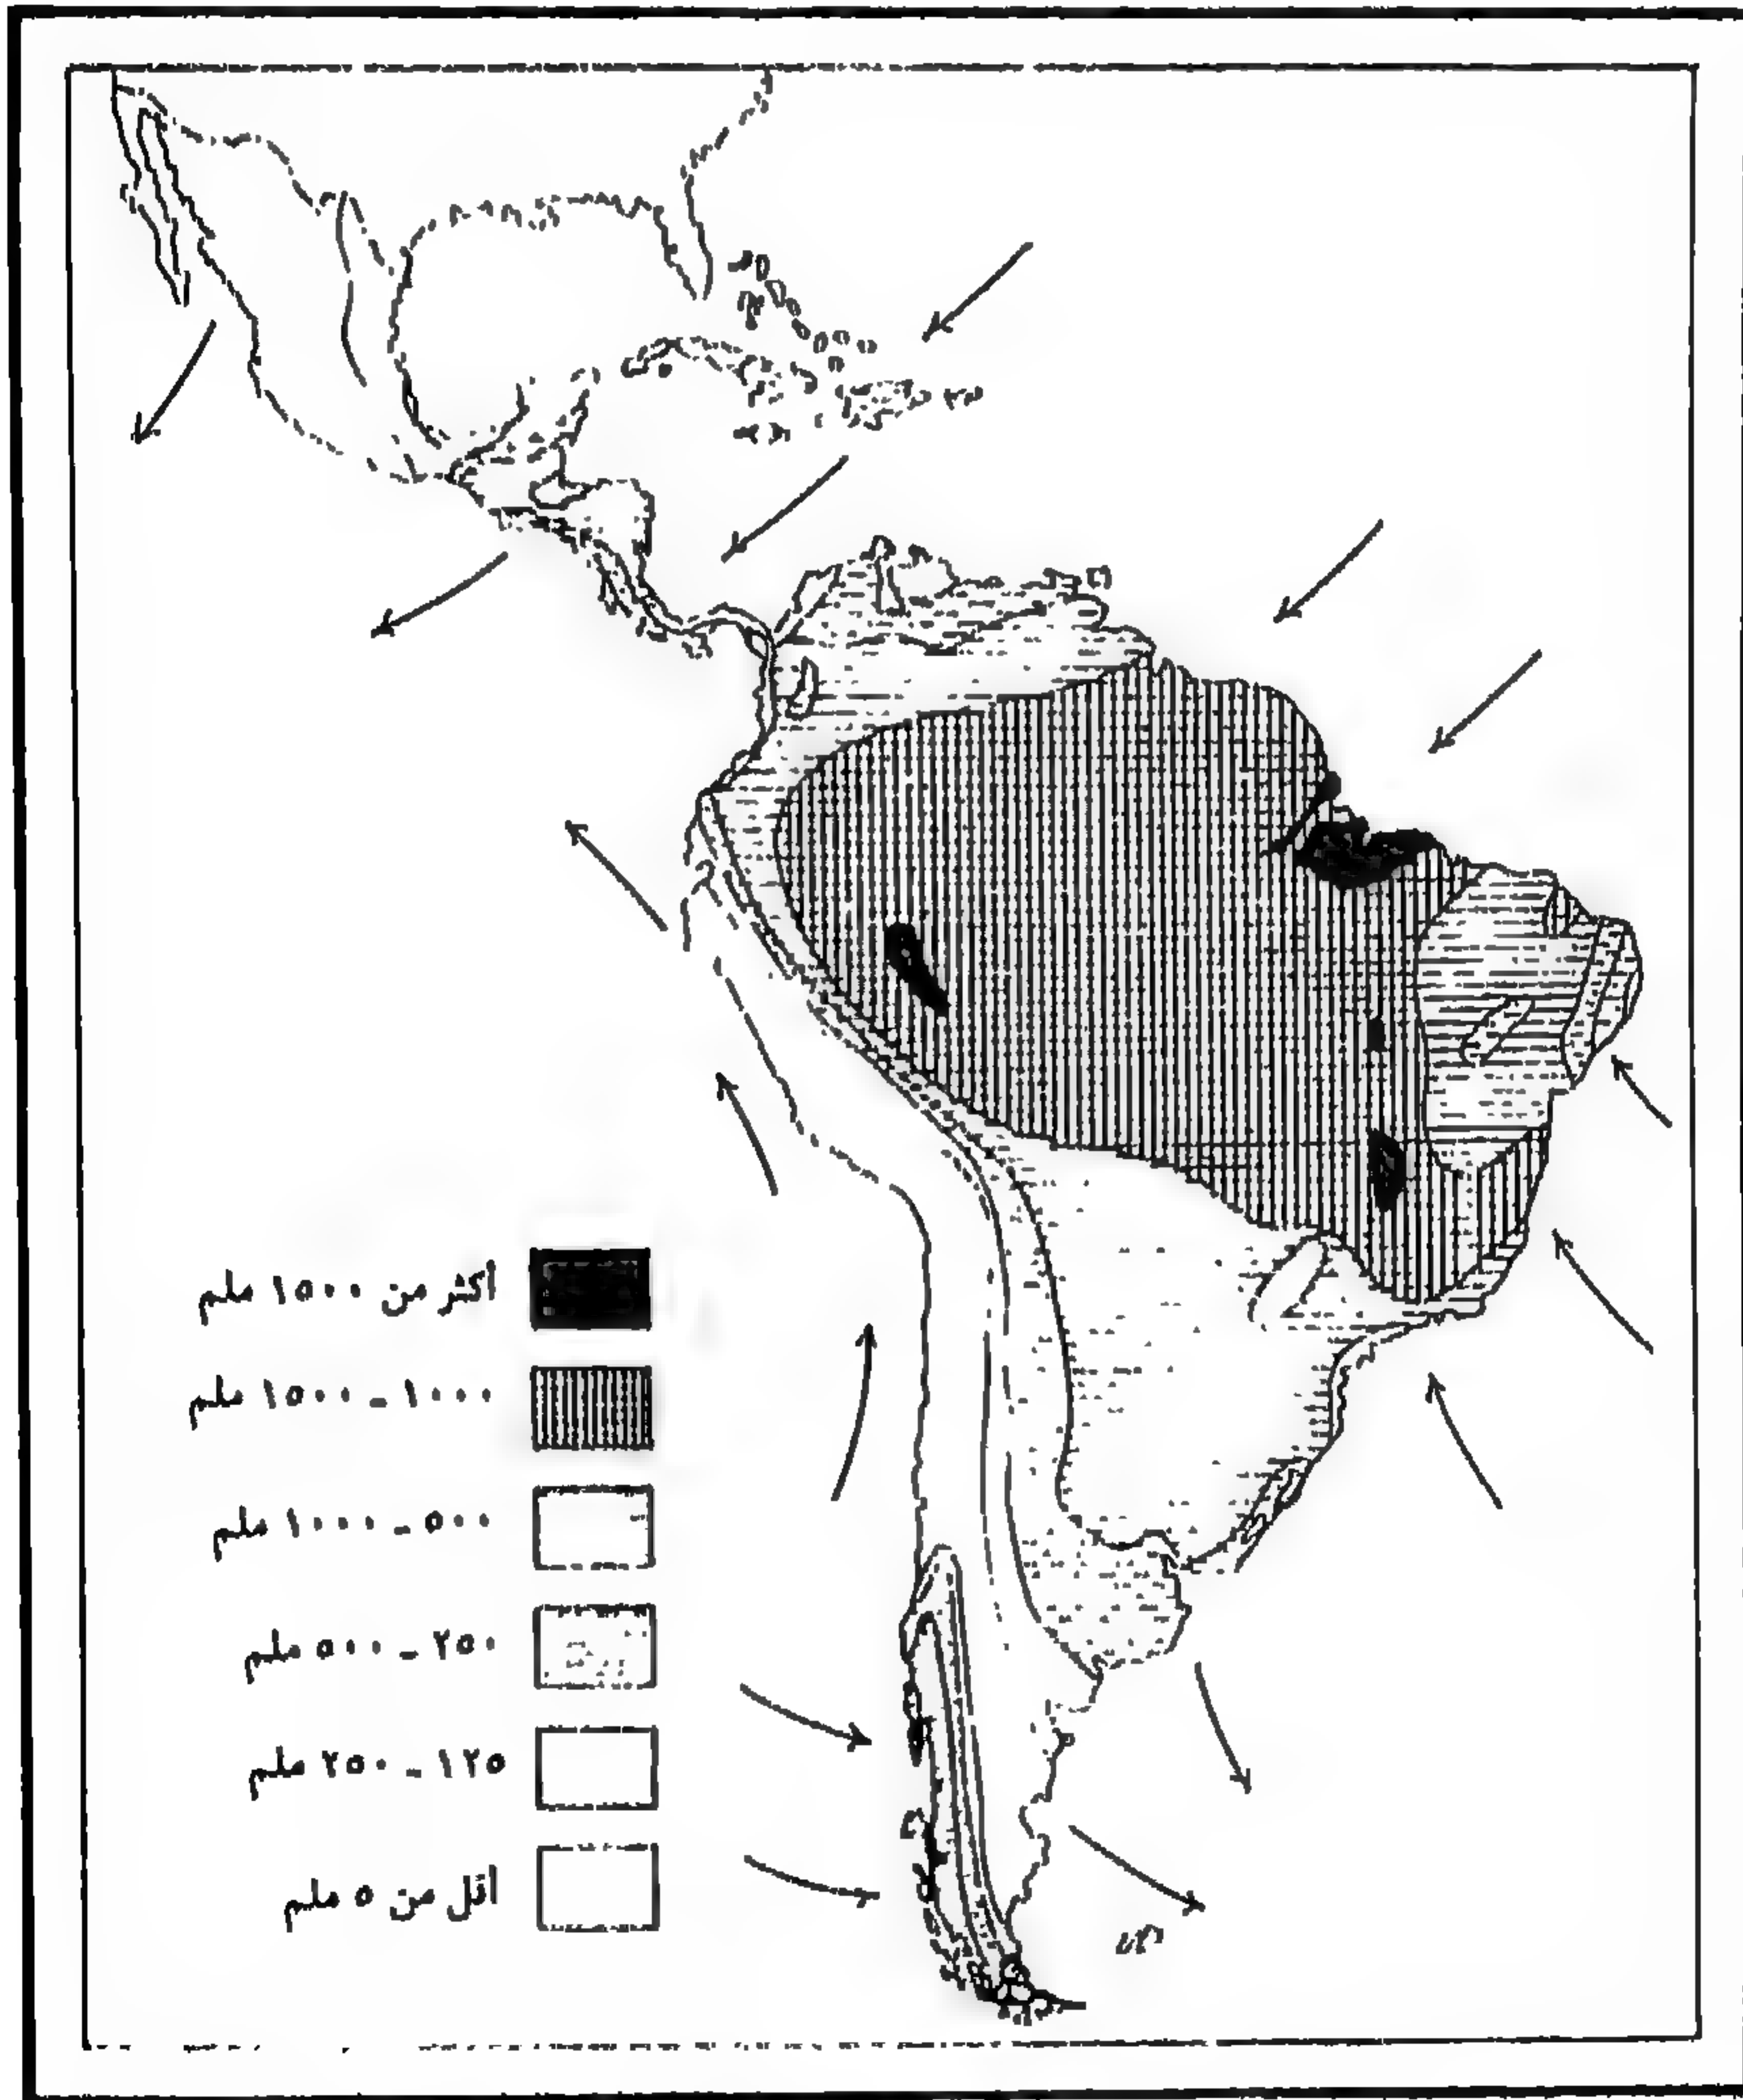 أكثر من ١٥٠٠ ملم
١٠٠٠ - ١٥٠٠ ملم
٥٠٠ - ١٠٠٠ ملم
٢٥٠ - ٥٠٠ ملم
١٢٥ - ٢٥٠ ملم
أقل من ٥ ملم